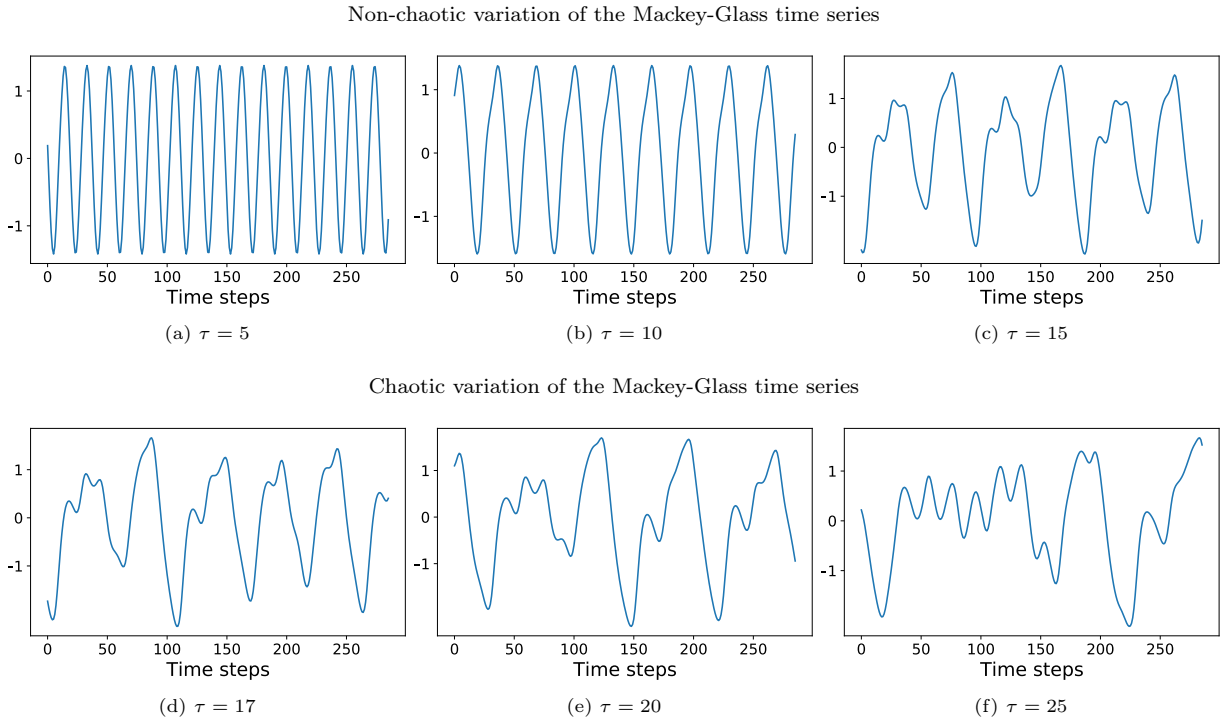 Non-chaotic variation of the Mackey-Glass time series
1
0
-1
0 50 100 150 200 250
Time steps
(a) τ = 5
1
0
-1
0 50 100 150 200 250
Time steps
(b) τ = 10
1
0
-1
0 50 100 150 200 250
Time steps
(c) τ = 15
Chaotic variation of the Mackey-Glass time series
1
0
-1
0 50 100 150 200 250
Time steps
(d) τ = 17
1
0
-1
0 50 100 150 200 250
Time steps
(e) τ = 20
1
0
-1
0 50 100 150 200 250
Time steps
(f) τ = 25